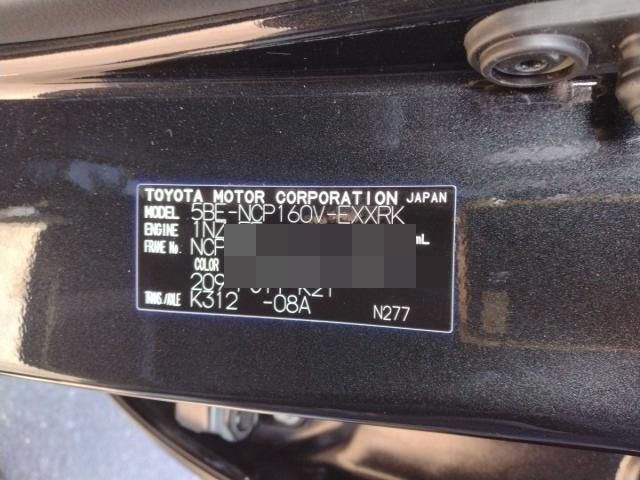 TOYOTA MOTOR CORPORATION JAPAN
MODEL 5BE-NCP160V-EXXRK
ENGINE 1NZ mL
FRAME No. NCP
COLOR
209
TRANS./AXLE K312 -08A
N277